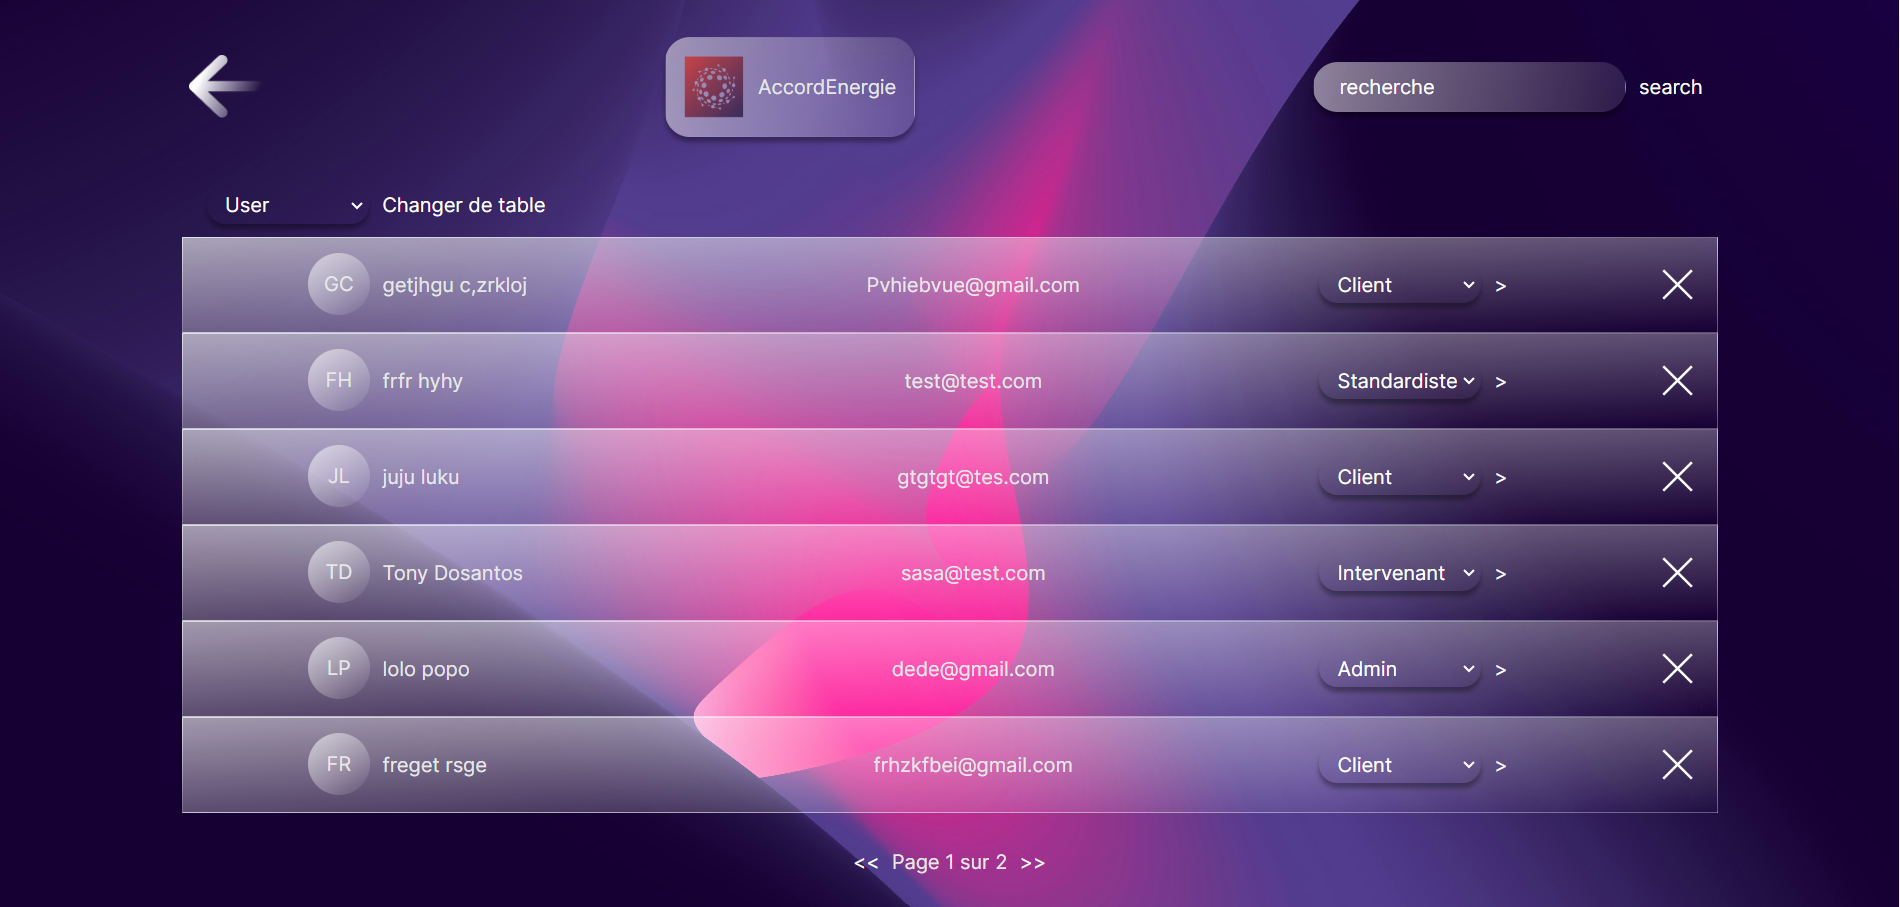 AccordEnergie
recherche search
User Changer de table
GC getjhgu c,zrkloj Pvhiebvue@gmail.com Client >
FH frfr hyhy test@test.com Standardiste >
JL juju luku gtgtgt@tes.com Client >
TD Tony Dosantos sasa@test.com Intervenant >
LP lolo popo dede@gmail.com Admin >
FR freget rsge frhzkfbei@gmail.com Client >
<< Page 1 sur 2 >>